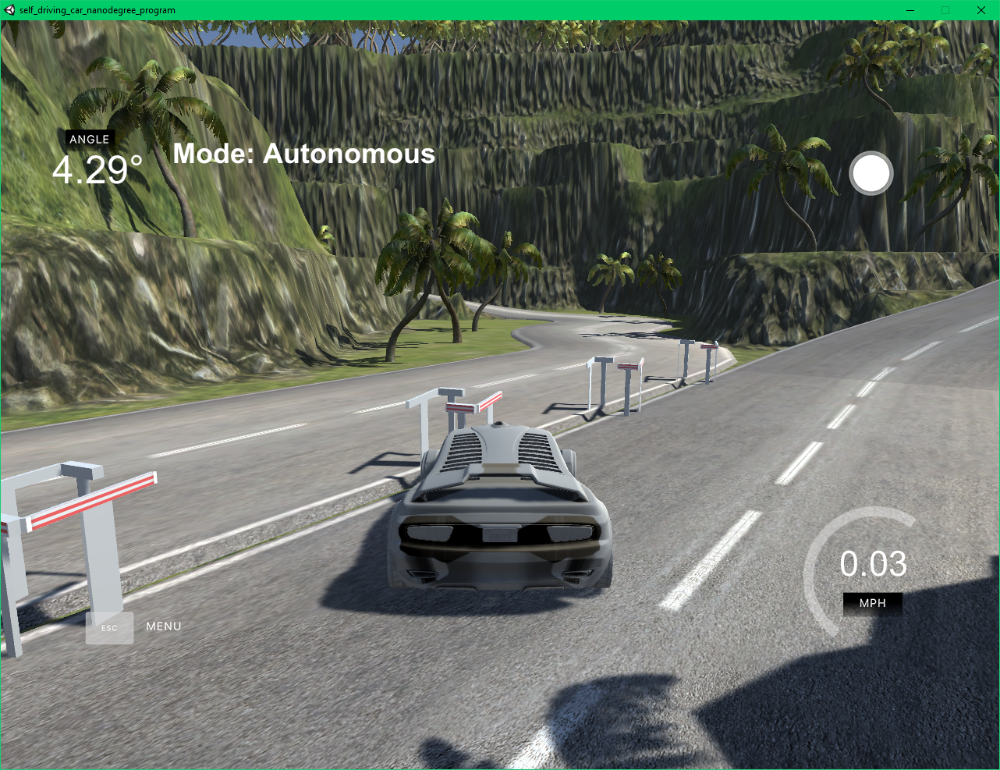 self_driving_car_nanodegree_program
ANGLE
4.29°
Mode: Autonomous
0.03
MPH
ESC
MENU